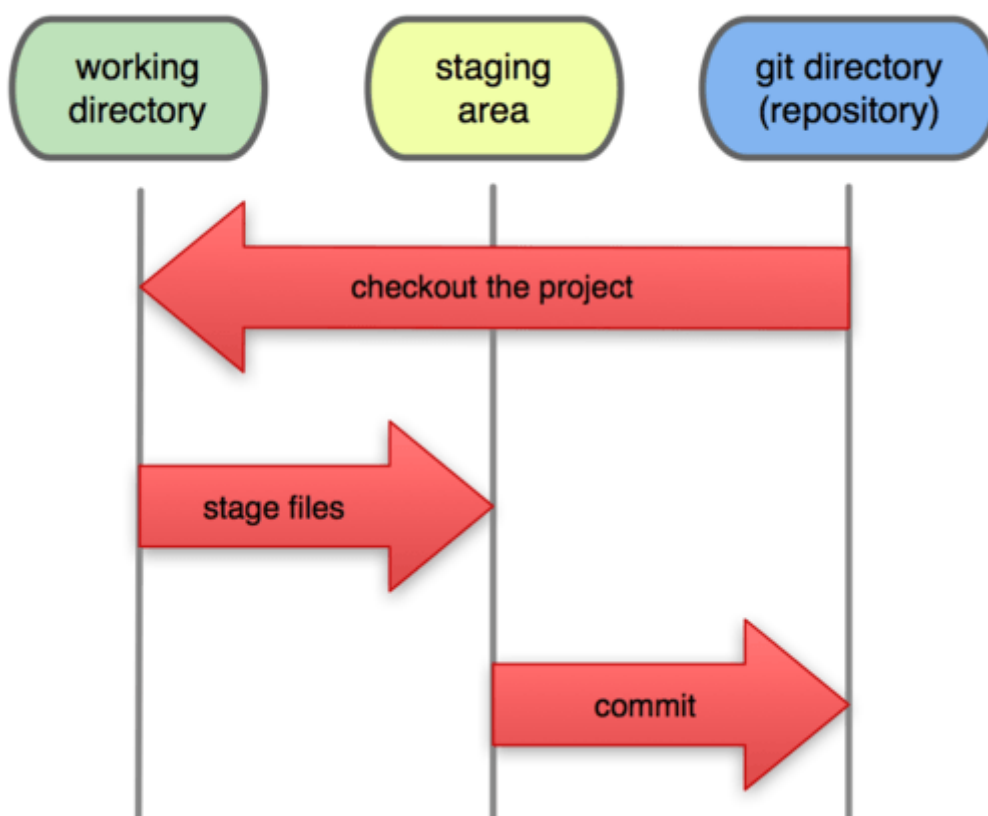 working
directory
staging
area
git directory
(repository)
checkout the project
stage files
commit